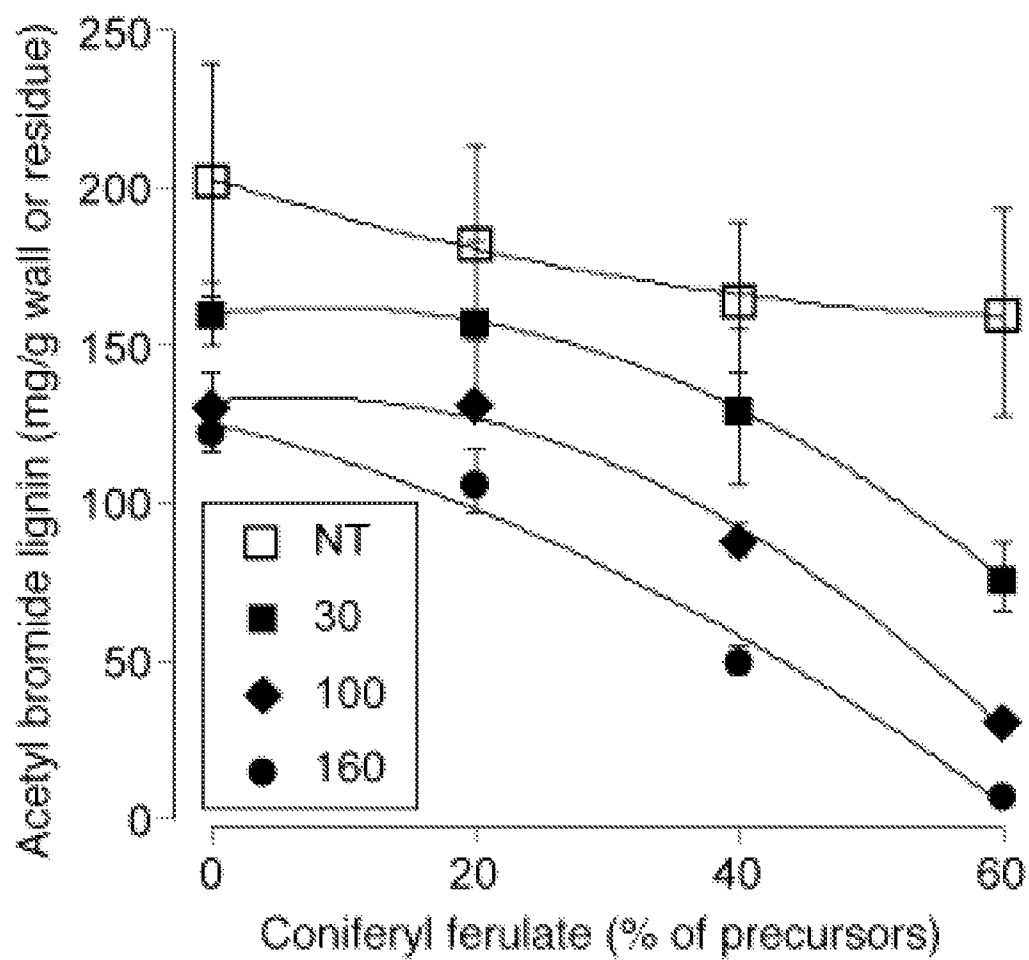 Acetyl bromide lignin (mg/g wall or residue)
250
200
150
100
50
0
NT
30
100
160
0 20 40 60
Coniferyl ferulate (% of precursors)